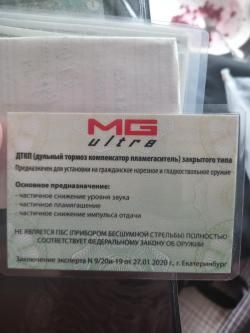 MG
ultra
ДТКП (дульный тормоз компенсатор пламегаситель) закрытого типа
Предназначен для установки на гражданское нарезное и гладкоствольное оружие
Основное предназначение:
- частичное снижение уровня звука
- частичное пламягашение
- частичное снижение импульса отдачи
НЕ ЯВЛЯЕТСЯ ПБС (ПРИБОРОМ БЕСШУМНОЙ СТРЕЛЬБЫ) ПОЛНОСТЬЮ
СООТВЕТСТВУЕТ ФЕДЕРАЛЬНОМУ ЗАКОНУ ОБ ОРУЖИИ
Заключение эксперта N 9/20и-19 от 27.01 2020 г., г. Екатеринбург